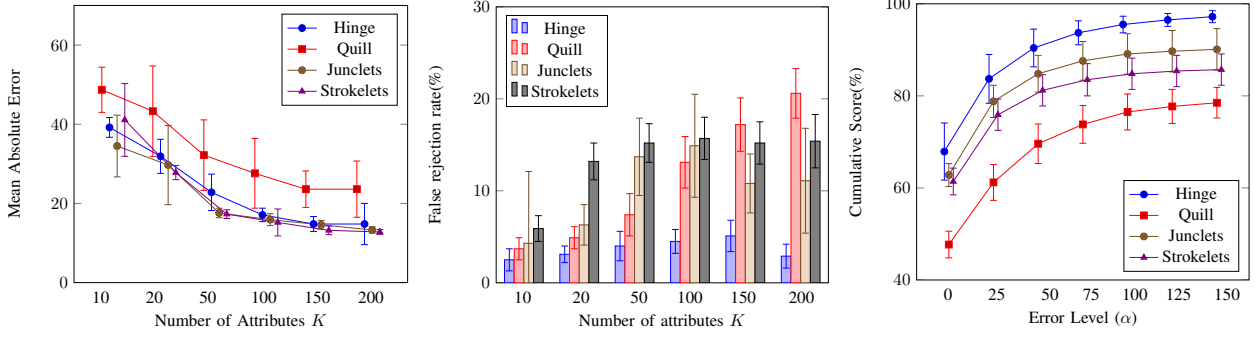 Mean Absolute Error
60
40
20
0
10 20 50 100 150 200
Number of Attributes K
Hinge
Quill
Junclets
Strokelets
False rejection rate(%)
30
20
10
0
10 20 50 100 150 200
Number of attributes K
Hinge
Quill
Junclets
Strokelets
Cumulative Score(%)
100
80
60
40
0 25 50 75 100 125 150
Error Level (α)
Hinge
Quill
Junclets
Strokelets